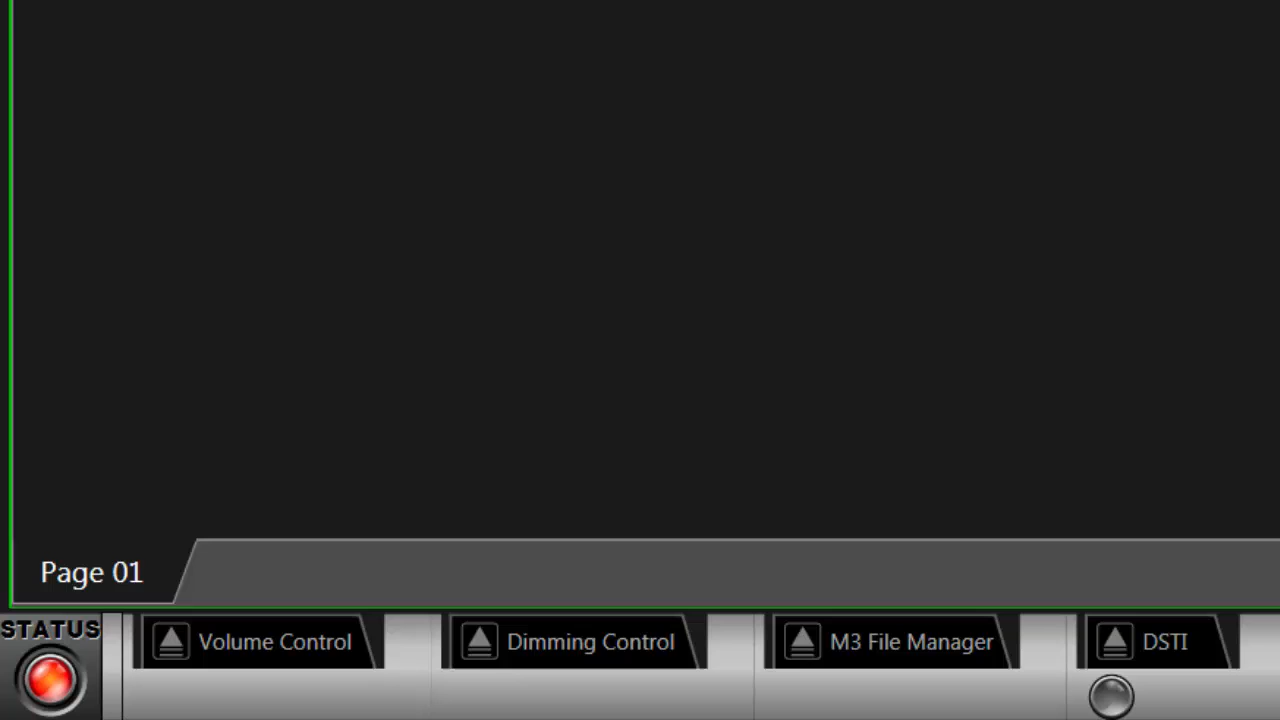 Page 01
STATUS
Volume Control
Dimming Control
M3 File Manager
DSTI